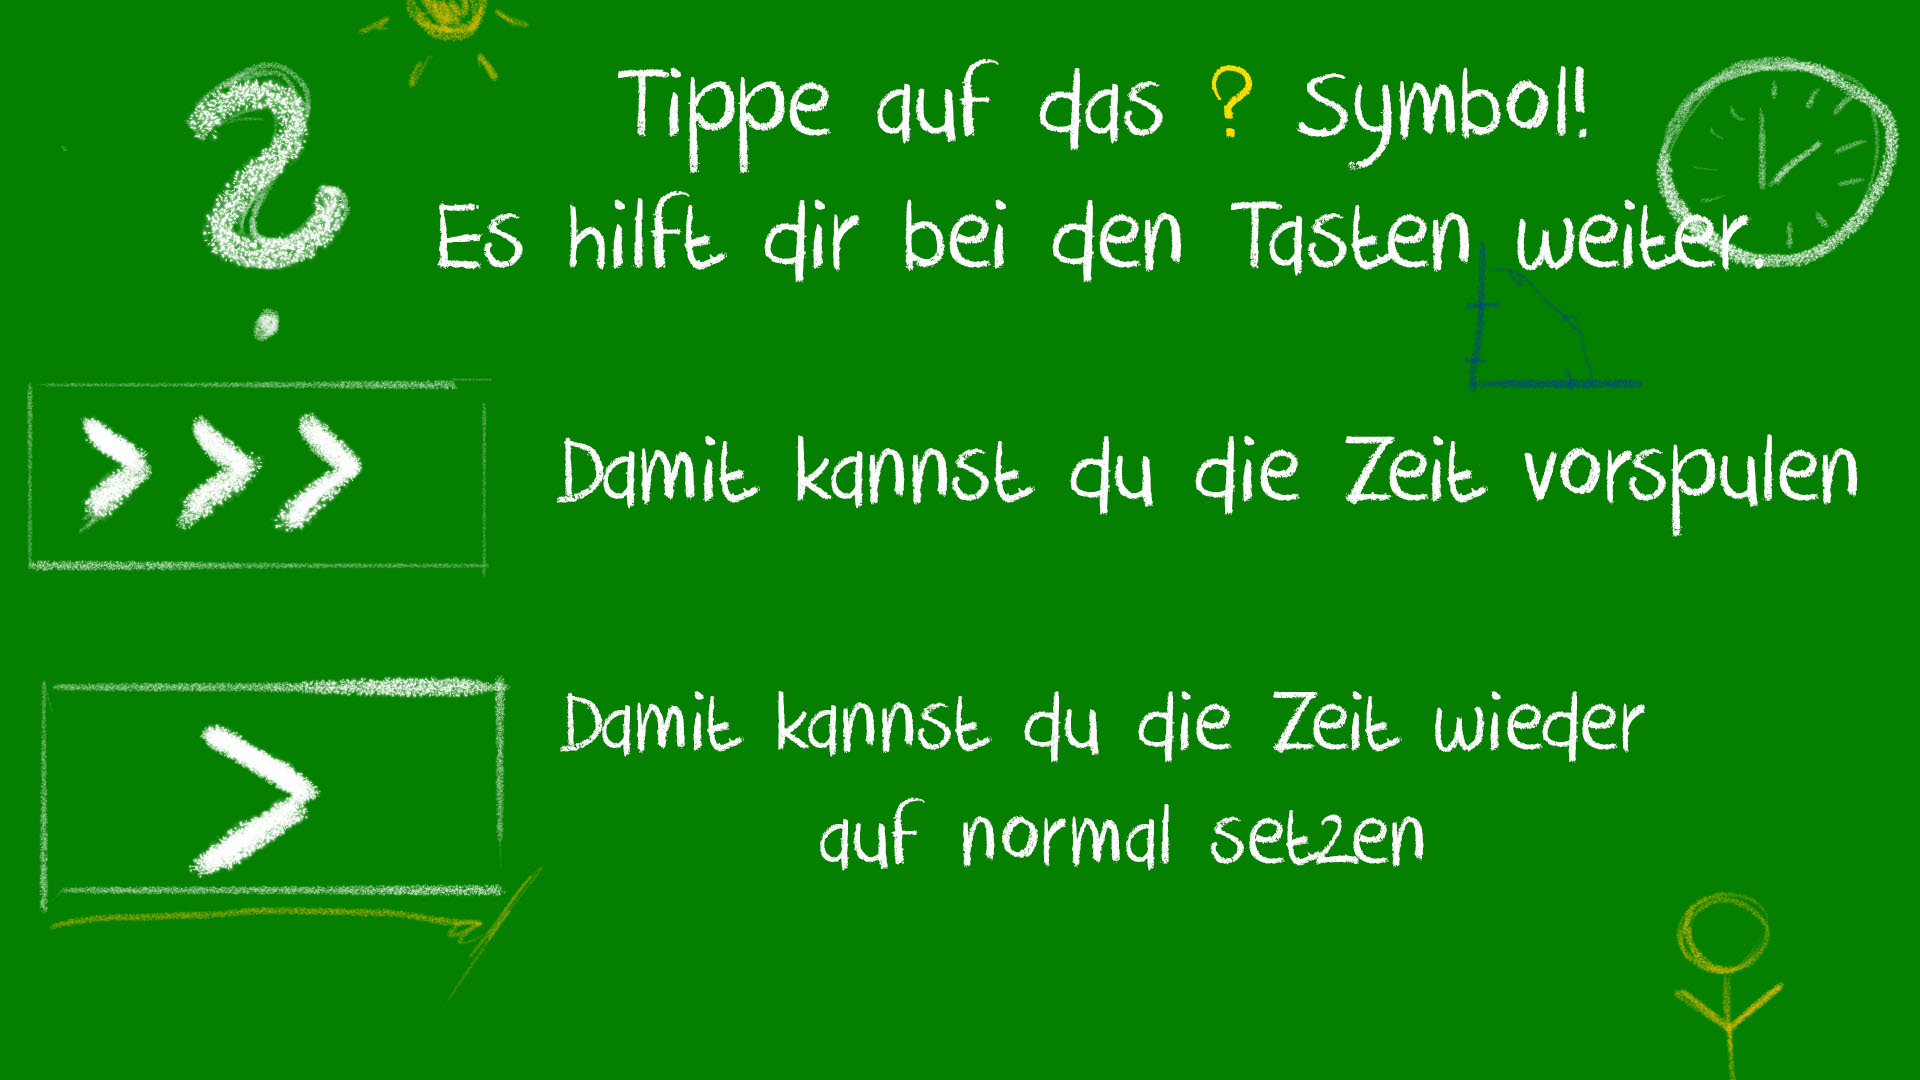 Tippe auf das ? Symbol!
Es hilft dir bei den Tasten weiter.
?
>>> Damit kannst du die Zeit vorspulen
> Damit kannst du die Zeit wieder
auf normal setzen